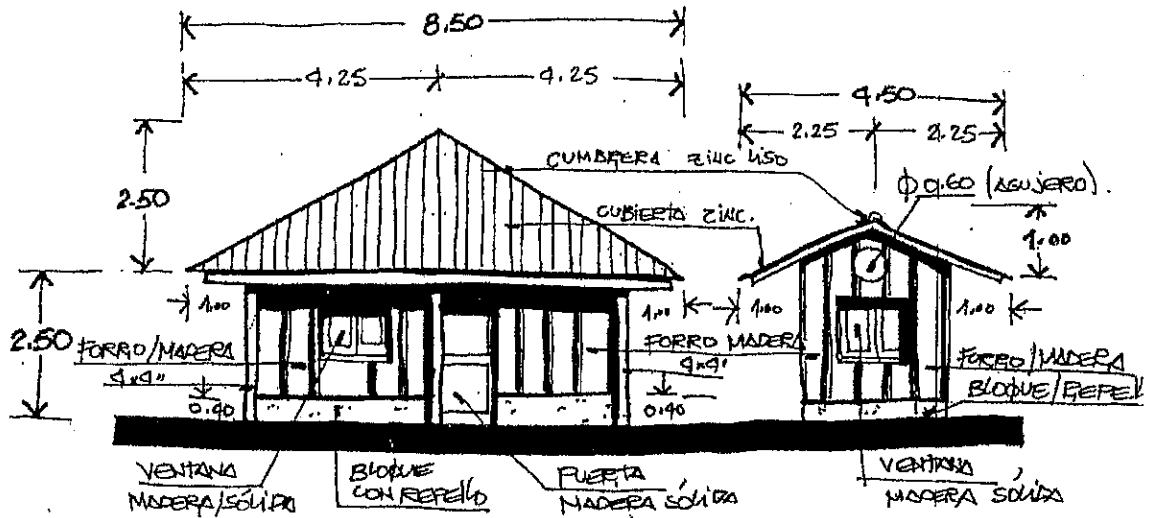 8.50
4.25
4.25
4.50
2.25
2.25
2.50
CUMBRERA ZINC LISO
Ø 0.60 (AGUJERO).
CUBIERTA ZINC.
1.00
1.00
1.00
1.00
1.00
2.50
FORRO/MADERA
FORRO MADERA
FORRO/MADERA
4x4"
4x4"
BLOQUE/REPELL
0.40
0.40
VENTANA
MADERA/SÓLIDA
BLOQUE
CON REPELLO
PUERTA
MADERA SÓLIDA
VENTANA
MADERA SÓLIDA